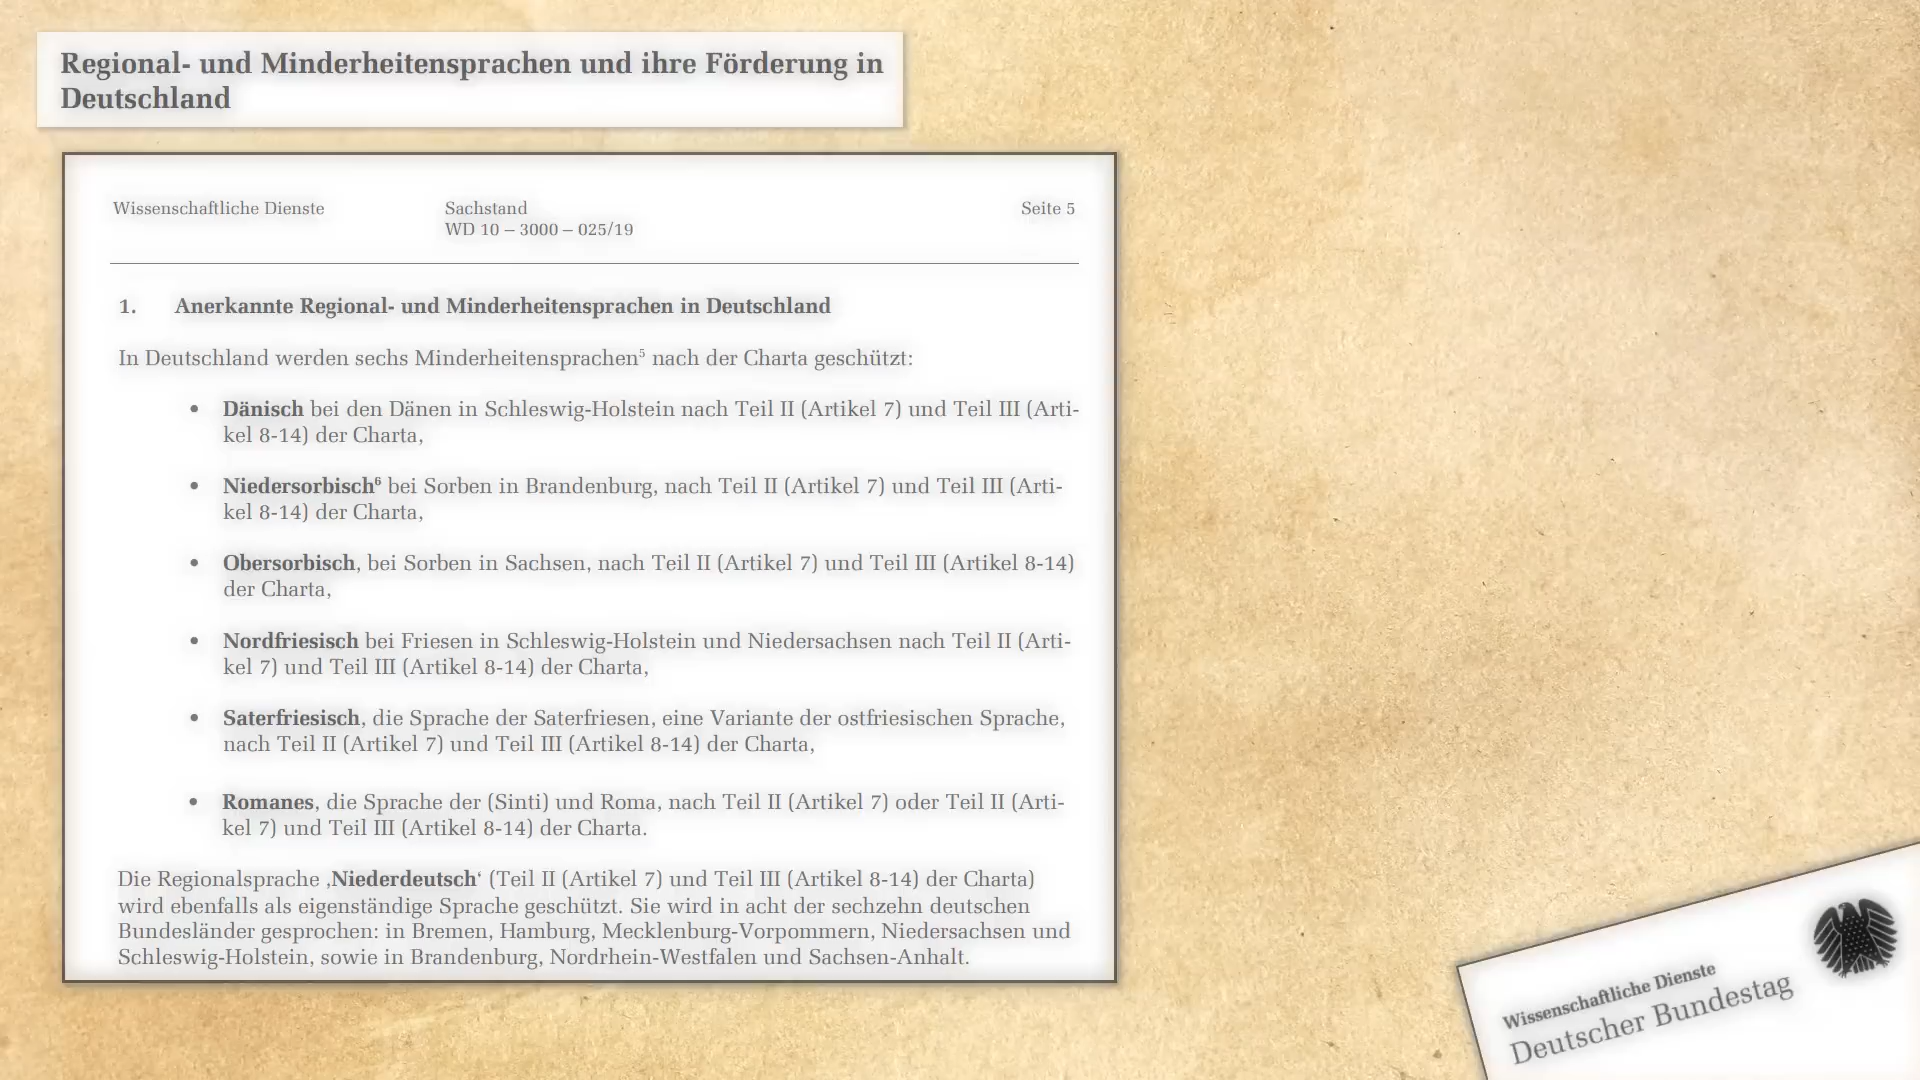 Regional- und Minderheitensprachen und ihre Förderung in
Deutschland
Wissenschaftliche Dienste
Sachstand
WD 10 – 3000 – 025/19
Seite 5
1. Anerkannte Regional- und Minderheitensprachen in Deutschland
In Deutschland werden sechs Minderheitensprachen⁵ nach der Charta geschützt:
• Dänisch bei den Dänen in Schleswig-Holstein nach Teil II (Artikel 7) und Teil III (Arti-
kel 8-14) der Charta,
• Niedersorbisch⁶ bei Sorben in Brandenburg, nach Teil II (Artikel 7) und Teil III (Arti-
kel 8-14) der Charta,
• Obersorbisch, bei Sorben in Sachsen, nach Teil II (Artikel 7) und Teil III (Artikel 8-14)
der Charta,
• Nordfriesisch bei Friesen in Schleswig-Holstein und Niedersachsen nach Teil II (Arti-
kel 7) und Teil III (Artikel 8-14) der Charta,
• Saterfriesisch, die Sprache der Saterfriesen, eine Variante der ostfriesischen Sprache,
nach Teil II (Artikel 7) und Teil III (Artikel 8-14) der Charta,
• Romanes, die Sprache der (Sinti) und Roma, nach Teil II (Artikel 7) oder Teil II (Arti-
kel 7) und Teil III (Artikel 8-14) der Charta.
Die Regionalsprache ‚Niederdeutsch‘ (Teil II (Artikel 7) und Teil III (Artikel 8-14) der Charta)
wird ebenfalls als eigenständige Sprache geschützt. Sie wird in acht der sechzehn deutschen
Bundesländer gesprochen: in Bremen, Hamburg, Mecklenburg-Vorpommern, Niedersachsen und
Schleswig-Holstein, sowie in Brandenburg, Nordrhein-Westfalen und Sachsen-Anhalt.
Wissenschaftliche Dienste
Deutscher Bundestag